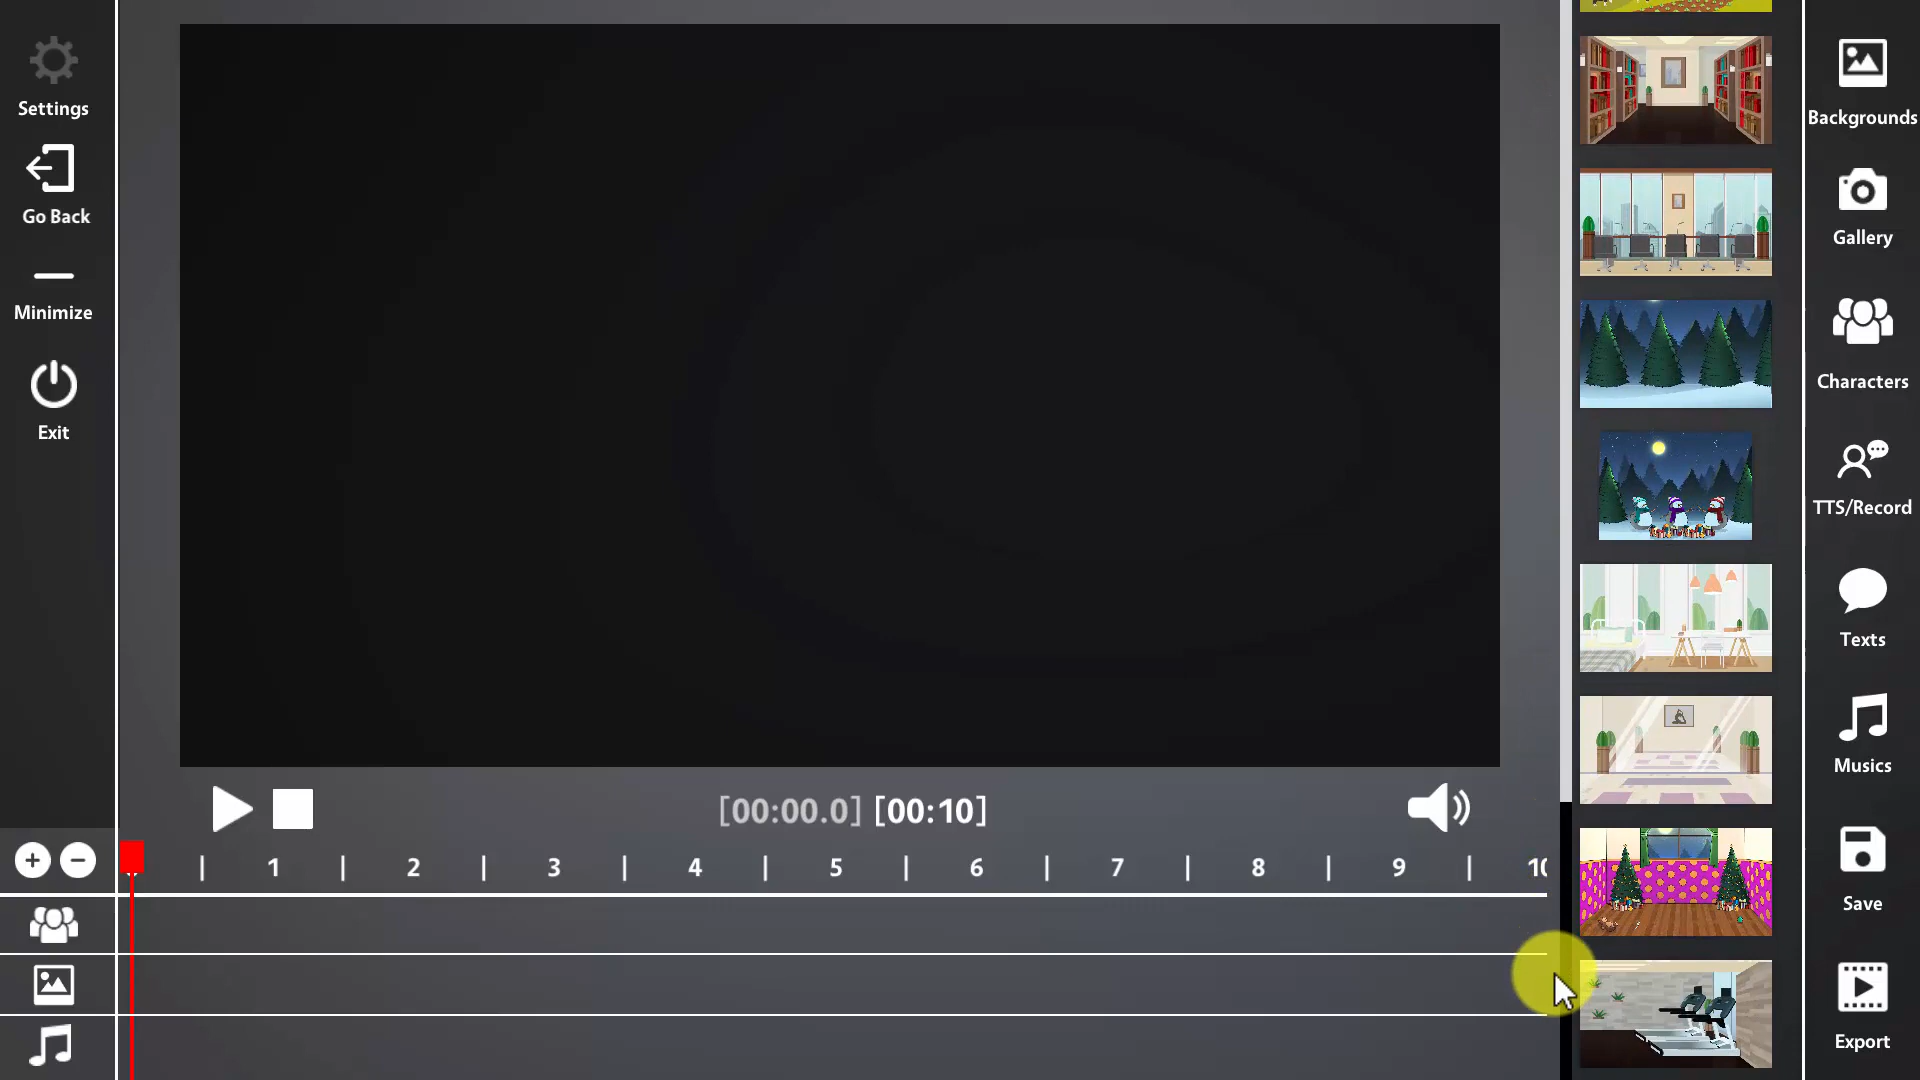 Settings
Go Back
Minimize
Exit
Backgrounds
Gallery
Characters
TTS/Record
Texts
Musics
Save
Export
[00:00.0] [00:10]
1 2 3 4 5 6 7 8 9 10